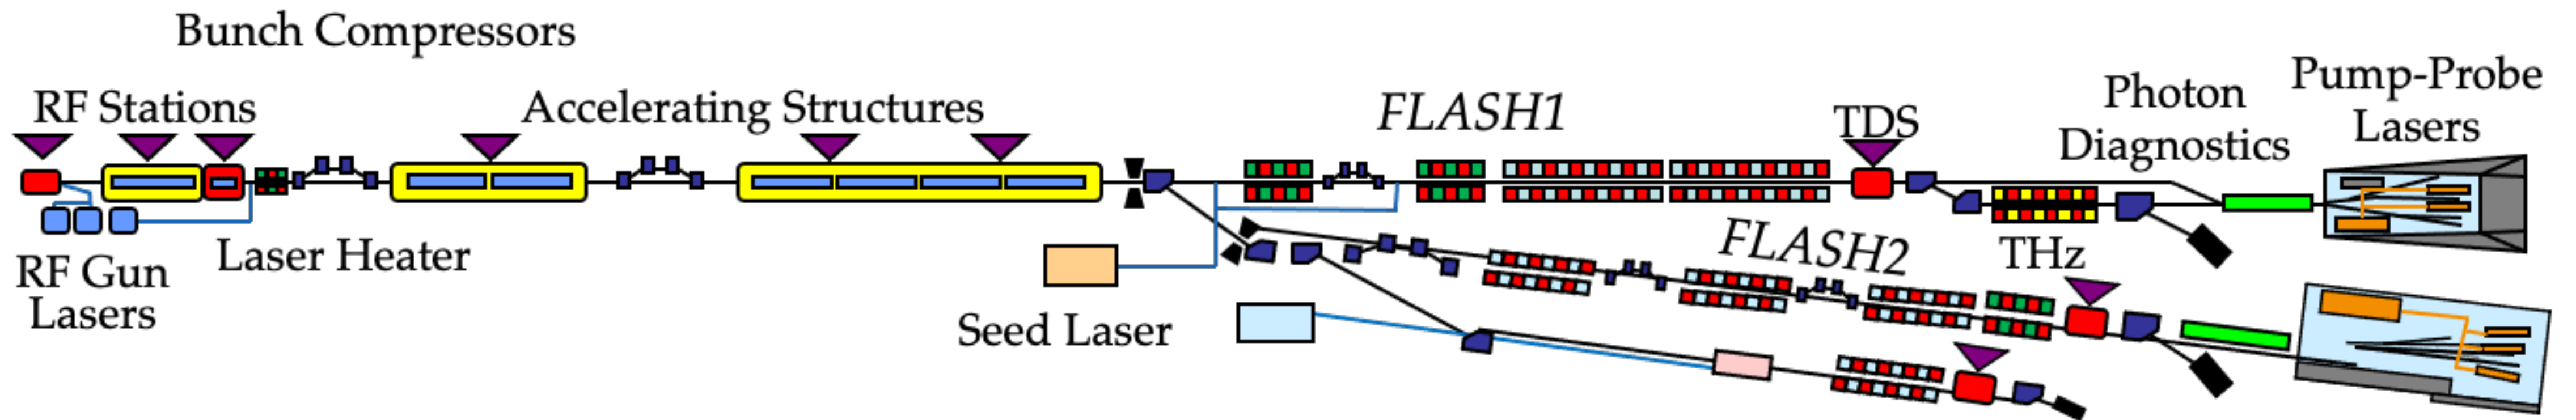 Bunch Compressors
RF Stations
Accelerating Structures
FLASH1
TDS
Photon
Diagnostics
Pump-Probe
Lasers
RF Gun
Lasers
Laser Heater
Seed Laser
FLASH2
THz